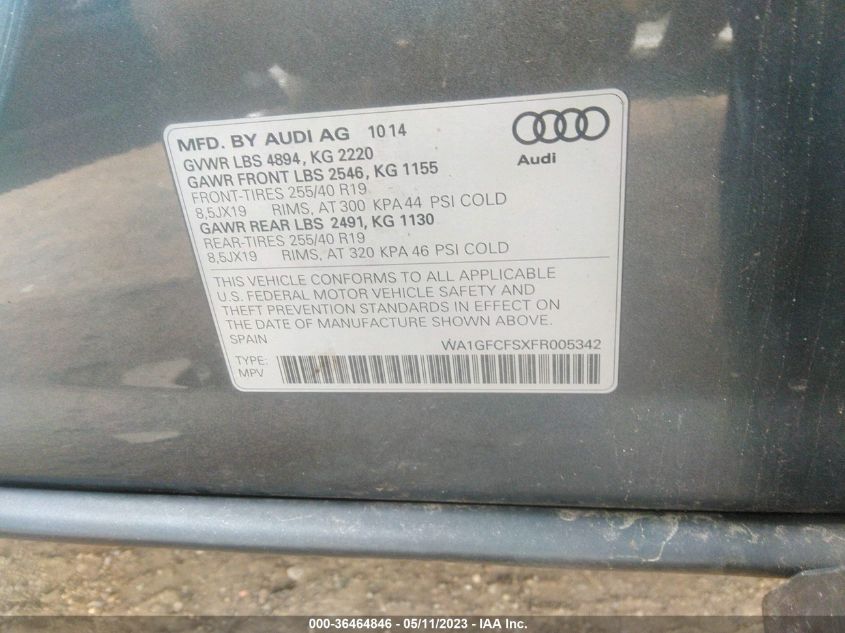 MFD. BY AUDI AG 10 14
GVWR LBS 4894, KG 2220
GAWR FRONT LBS 2546, KG 1155
FRONT-TIRES 255/40 R19
8,5JX19 RIMS, AT 300 KPA 44 PSI COLD
GAWR REAR LBS 2491, KG 1130
REAR-TIRES 255/40 R19
8,5JX19 RIMS, AT 320 KPA 46 PSI COLD
Audi
THIS VEHICLE CONFORMS TO ALL APPLICABLE
U.S. FEDERAL MOTOR VEHICLE SAFETY AND
THEFT PREVENTION STANDARDS IN EFFECT ON
THE DATE OF MANUFACTURE SHOWN ABOVE.
SPAIN WA1GFCFSXFR005342
TYPE:
MPV
000-36464846 - 05/11/2023 - IAA Inc.